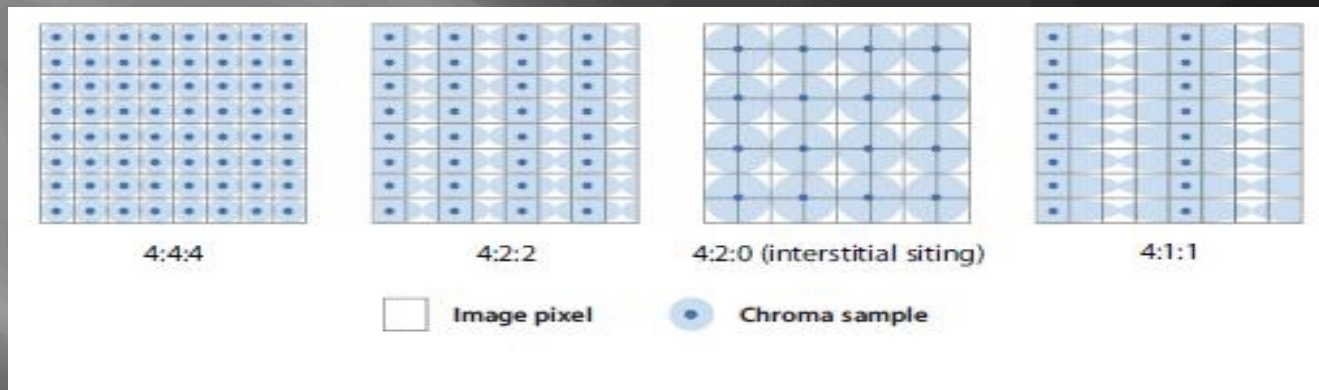 4:4:4
4:2:2
4:2:0 (interstitial siting)
4:1:1
Image pixel
Chroma sample